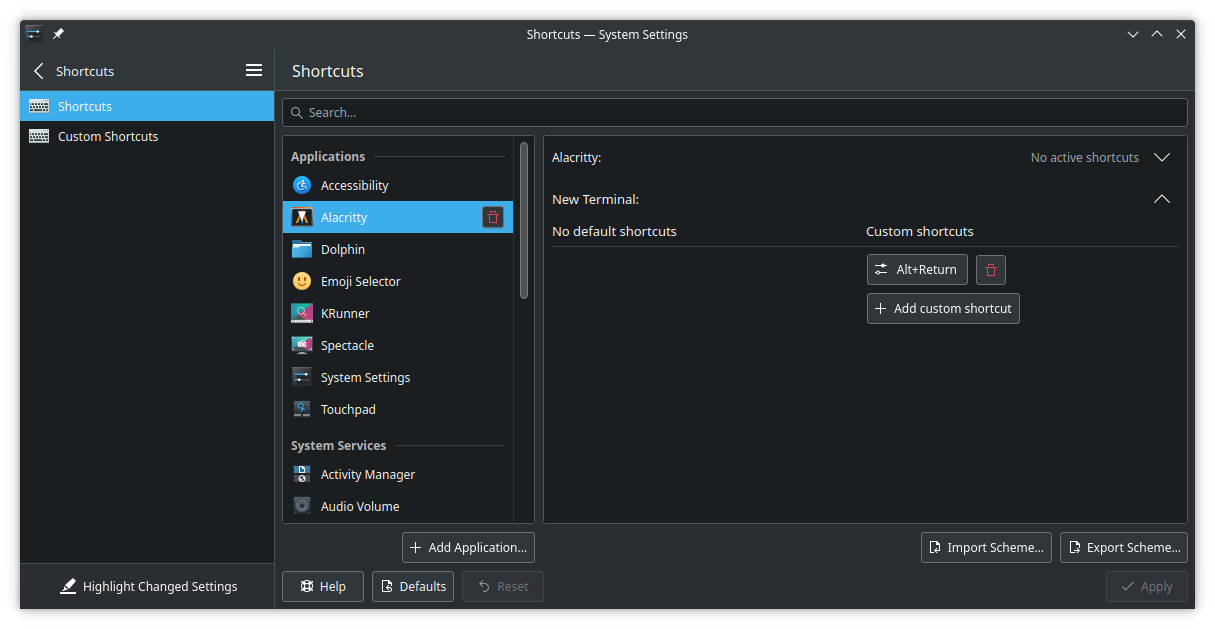 Shortcuts — System Settings
Shortcuts
Shortcuts
Custom Shortcuts
Highlight Changed Settings
Shortcuts
Search...
Applications
Accessibility
Alacritty
Dolphin
Emoji Selector
KRunner
Spectacle
System Settings
Touchpad
System Services
Activity Manager
Audio Volume
Add Application...
Alacritty: No active shortcuts
New Terminal:
No default shortcuts Custom shortcuts
Alt+Return
Add custom shortcut
Import Scheme... Export Scheme...
Help Defaults Reset Apply